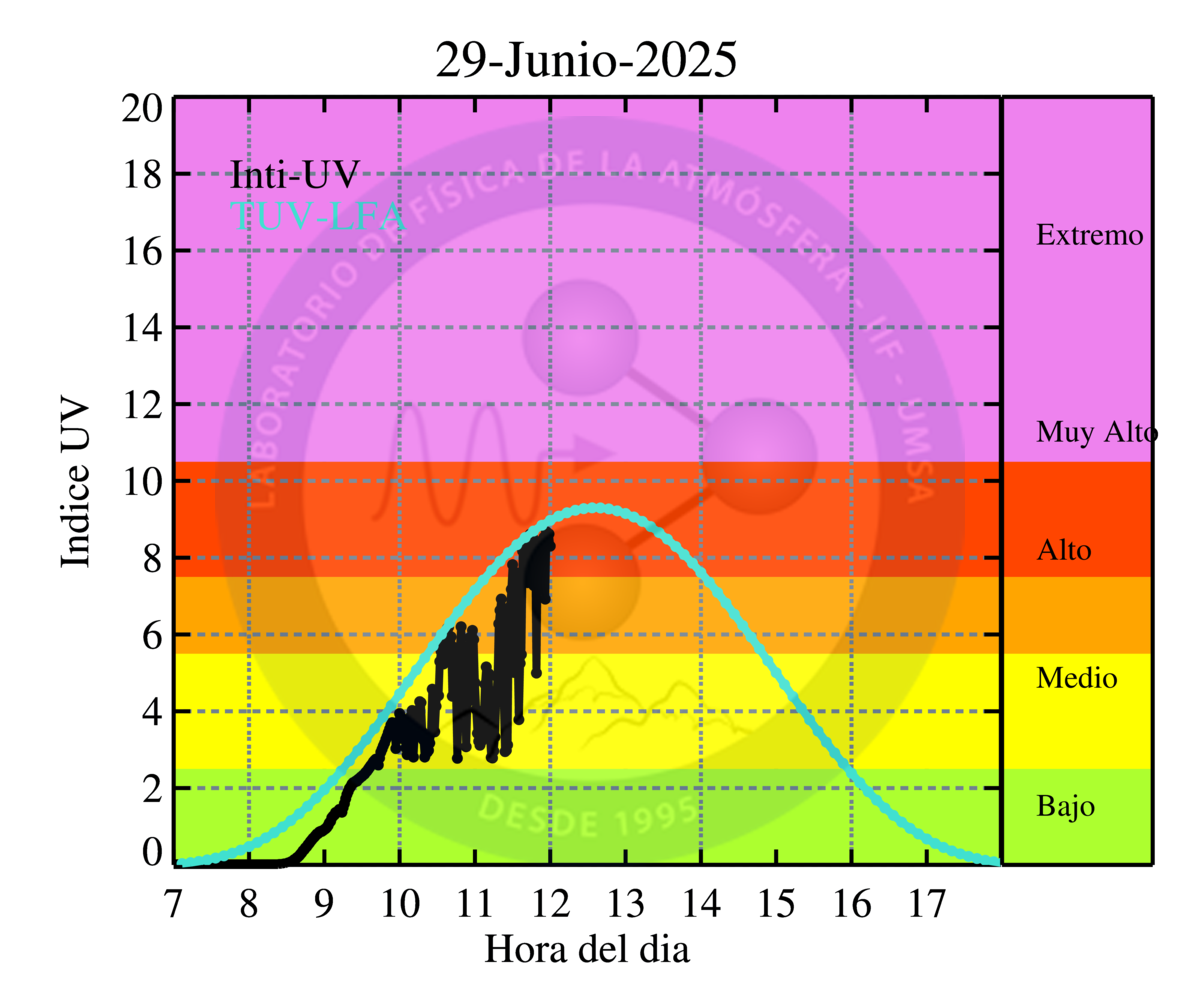 29-Junio-2025
20
18
16
14
12
10
8
6
4
2
0
Indice UV
Inti-UV
TUV-LFA
LABORATORIO DE FÍSICA DE LA ATMÓSFERA - IIF - UMSA
DESDE 1995
Extremo
Muy Alto
Alto
Medio
Bajo
7 8 9 10 11 12 13 14 15 16 17
Hora del dia